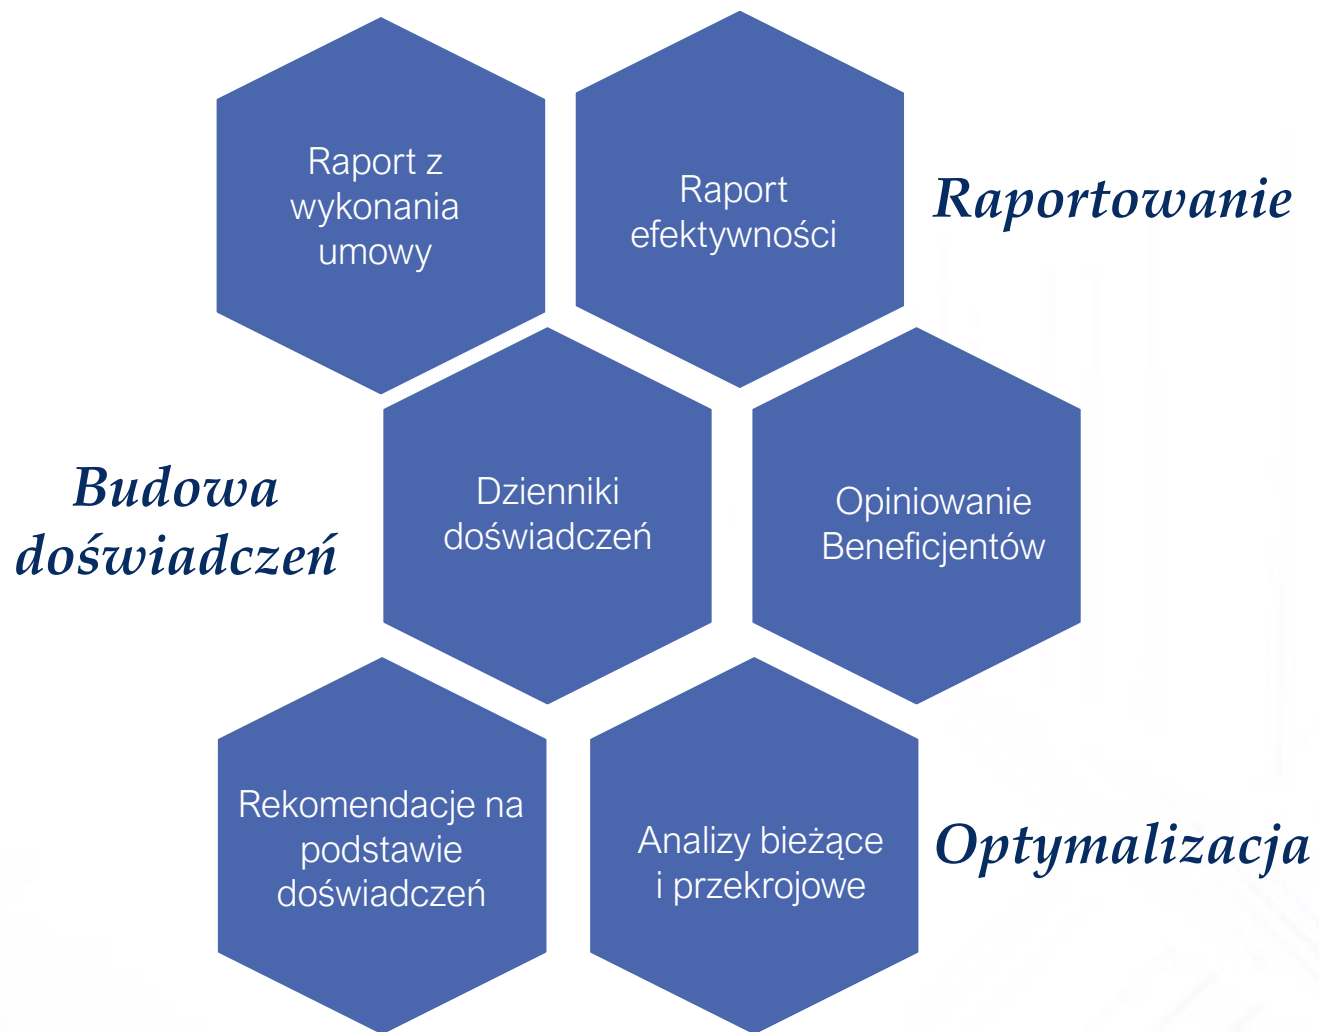 Raport z
wykonania
umowy
Raport
efektywności
Raportowanie
Budowa
doświadczeń
Dzienniki
doświadczeń
Opiniowanie
Beneficjentów
Rekomendacje na
podstawie
doświadczeń
Analizy bieżące
i przekrojowe
Optymalizacja